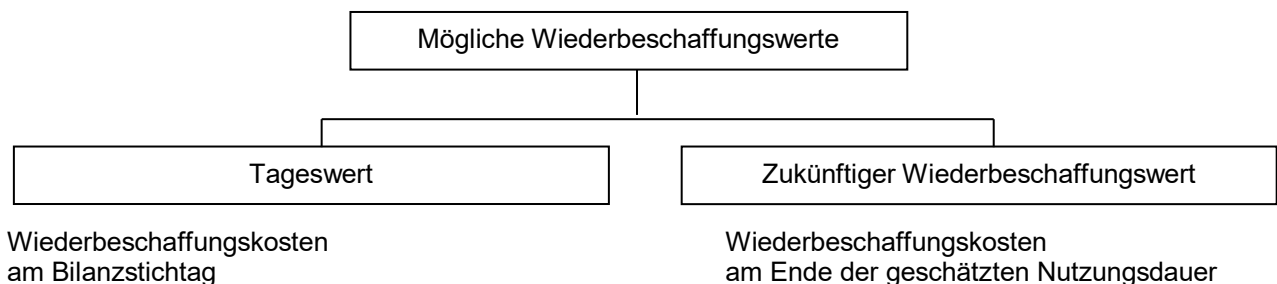 Mögliche Wiederbeschaffungswerte
Tageswert
Zukünftiger Wiederbeschaffungswert
Wiederbeschaffungskosten
am Bilanzstichtag
Wiederbeschaffungskosten
am Ende der geschätzten Nutzungsdauer